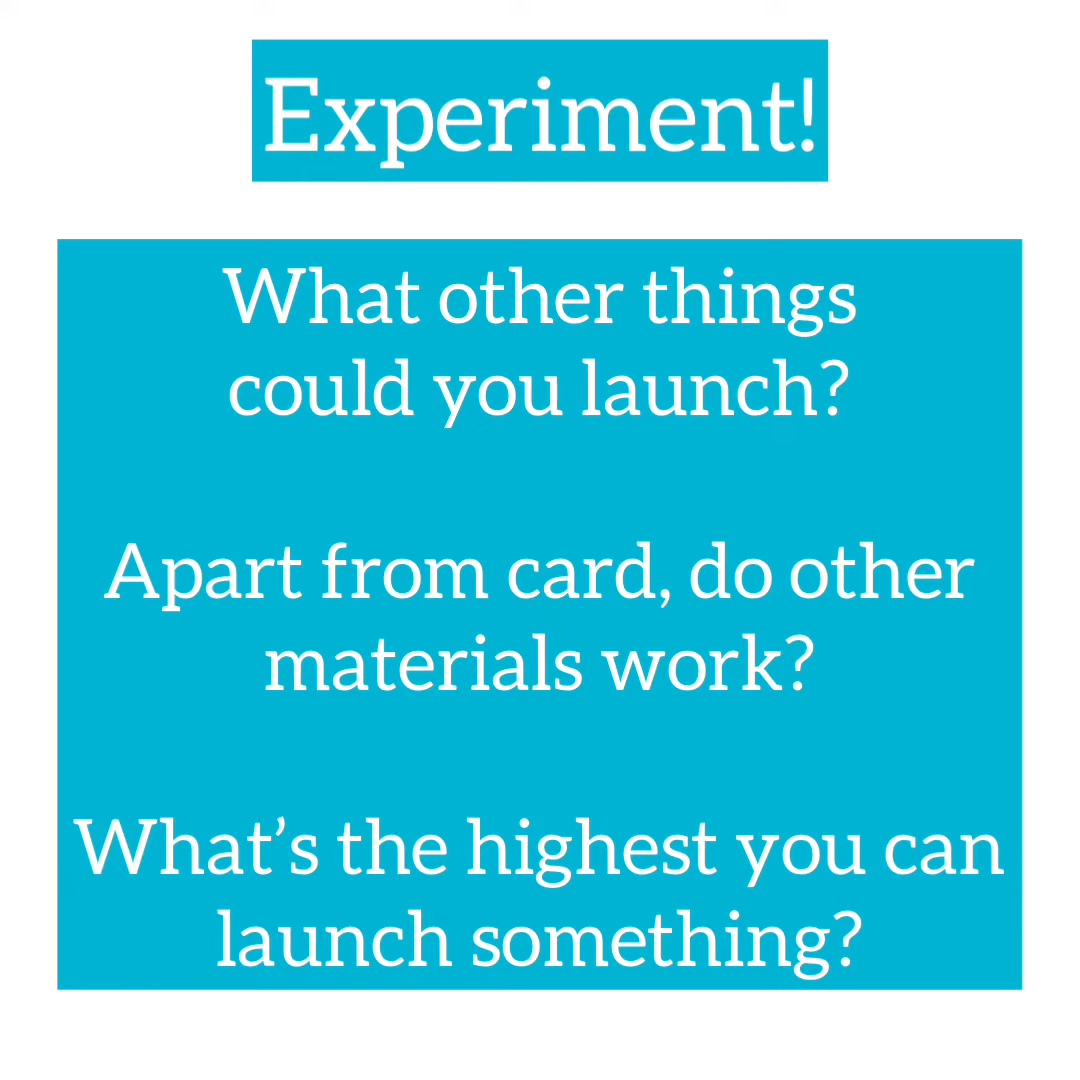 Experiment!
What other things
could you launch?
Apart from card, do other
materials work?
What’s the highest you can
launch something?